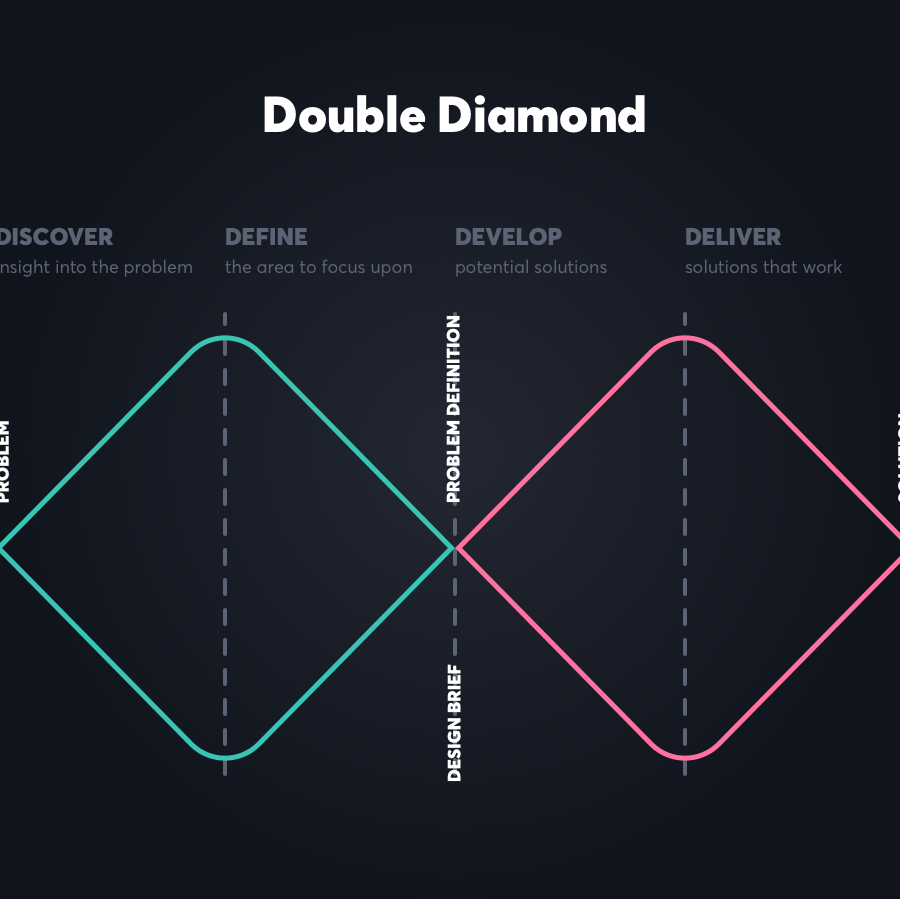 Double Diamond
DISCOVER
nsight into the problem
DEFINE
the area to focus upon
DEVELOP
potential solutions
DELIVER
solutions that work
PROBLEM
PROBLEM DEFINITION
DESIGN BRIEF